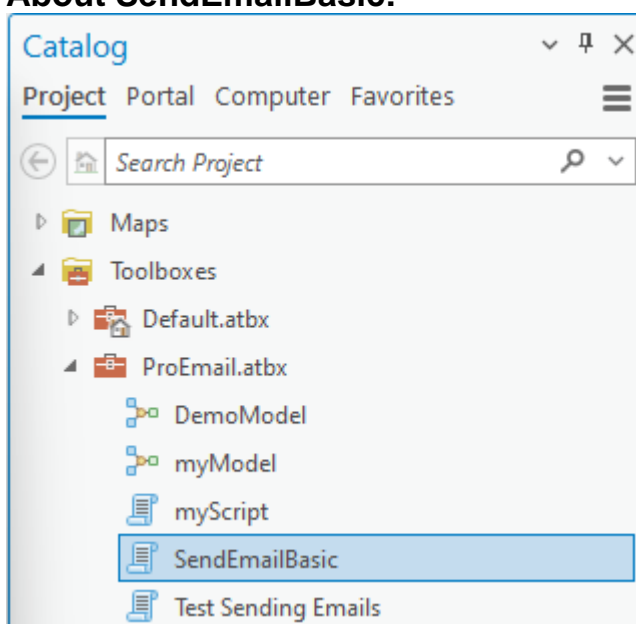 About SendEmailBasic:
Catalog
Project Portal Computer Favorites
Search Project
Maps
Toolboxes
Default.atbx
ProEmail.atbx
DemoModel
myModel
myScript
SendEmailBasic
Test Sending Emails